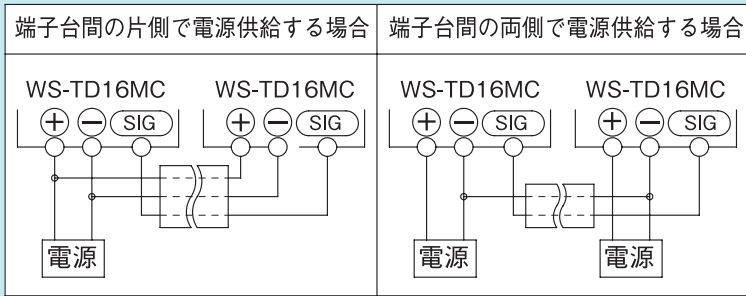 端子台間の片側で電源供給する場合
WS-TD16MC WS-TD16MC
+ − SIG + − SIG
電源
端子台間の両側で電源供給する場合
WS-TD16MC WS-TD16MC
+ − SIG + − SIG
電源 電源